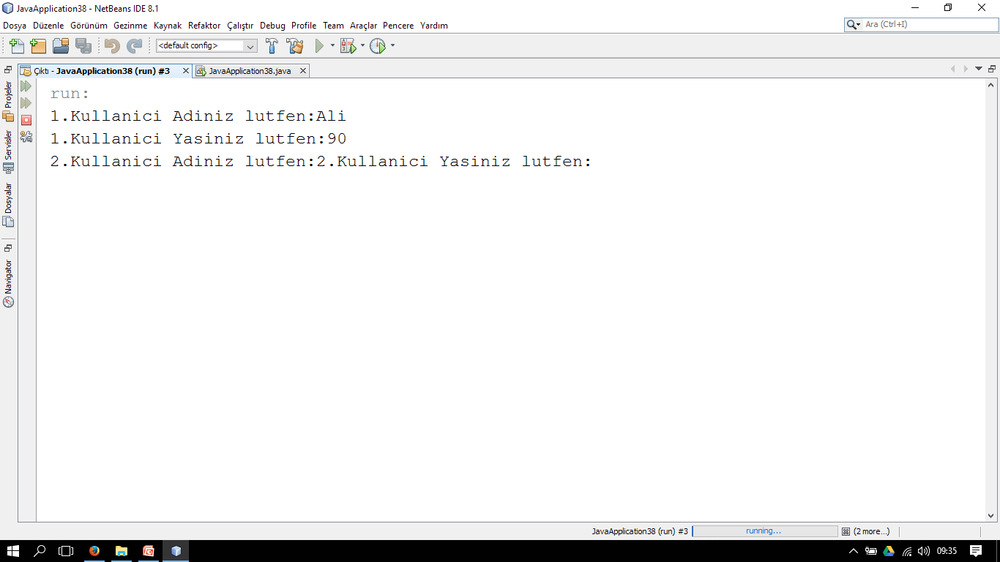 JavaApplication38 - NetBeans IDE 8.1
Dosya Düzenle Görünüm Gezinme Kaynak Refaktor Çalıştır Debug Profile Team Araçlar Pencere Yardım
Ara (Ctrl+I)
<default config>
Çıktı - JavaApplication38 (run) #3
JavaApplication38.java
Projeler
Servisler
Dosyalar
Navigator
run:
1.Kullanici Adiniz lutfen:Ali
1.Kullanici Yasiniz lutfen:90
2.Kullanici Adiniz lutfen:2.Kullanici Yasiniz lutfen:
JavaApplication38 (run) #3 running... (2 more...)
09:35